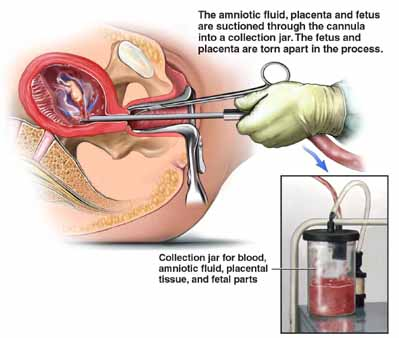 The amniotic fluid, placenta and fetus
are suctioned through the cannula
into a collection jar. The fetus and
placenta are torn apart in the process.
Collection jar for blood,
amniotic fluid, placental
tissue, and fetal parts